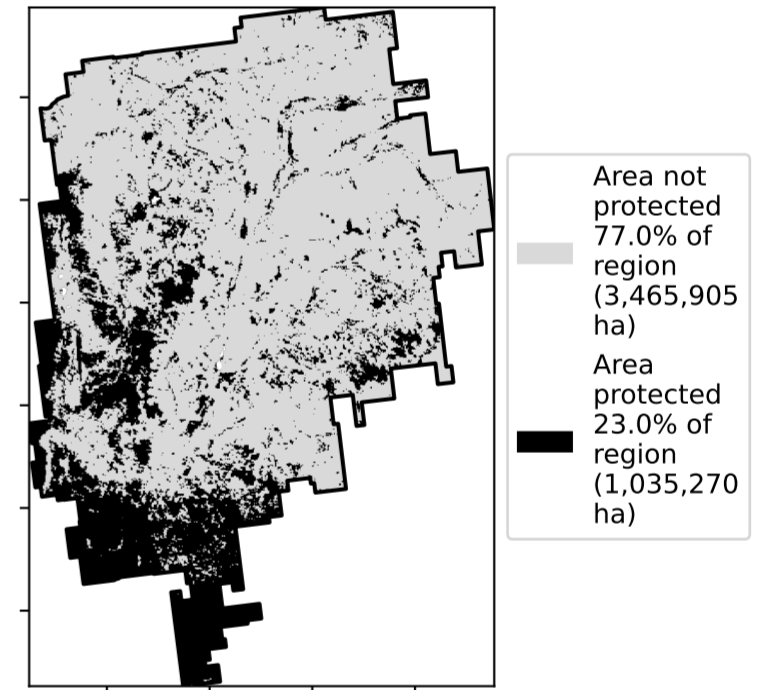 Area not
protected
77.0% of
region
(3,465,905
ha)
Area
protected
23.0% of
region
(1,035,270
ha)